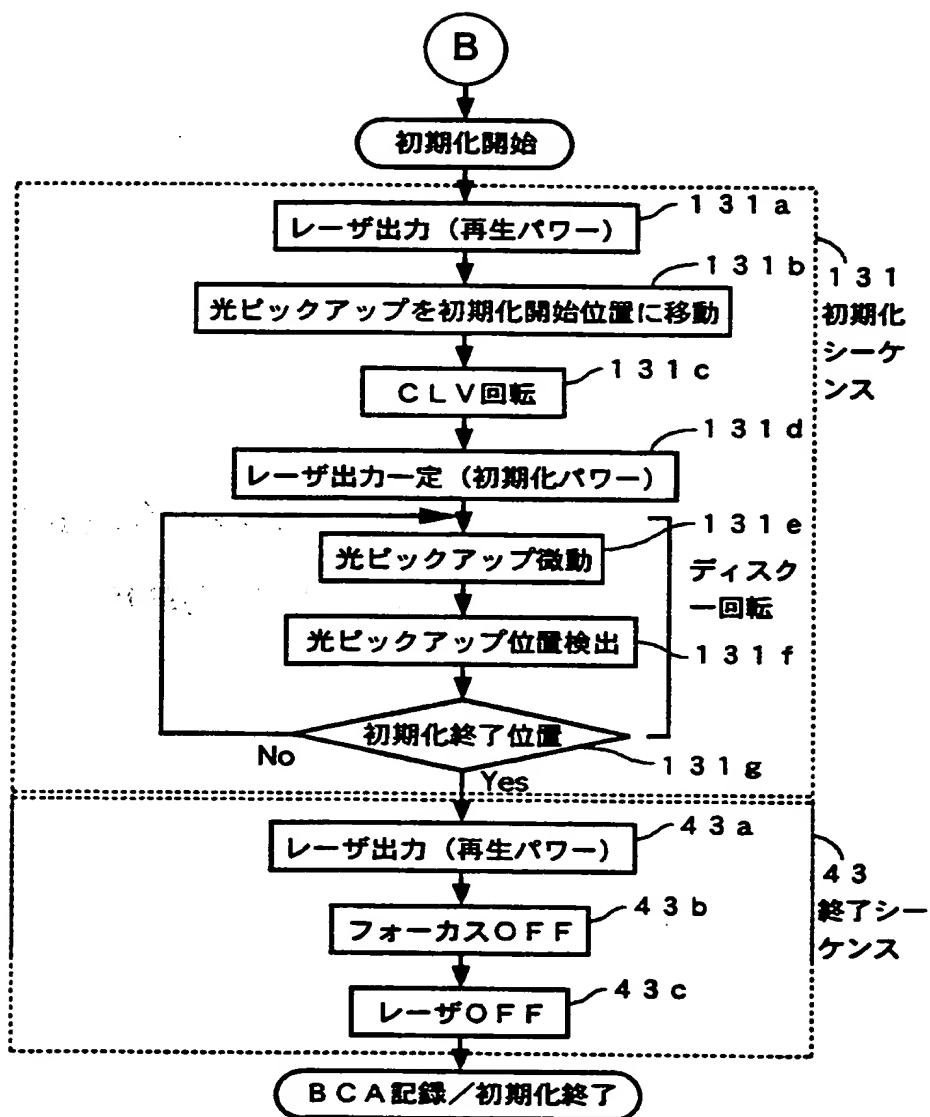 B
初期化開始
131a
レーザ出力(再生パワー)
131b
光ピックアップを初期化開始位置に移動
131
初期化
シーケ
ンス
131c
CLV回転
131d
レーザ出力一定(初期化パワー)
131e
光ピックアップ微動
ディスク
一回転
光ピックアップ位置検出
131f
初期化終了位置
No
131g
Yes
43a
レーザ出力(再生パワー)
43
終了シー
ケンス
43b
フォーカスOFF
43c
レーザOFF
BCA記録/初期化終了